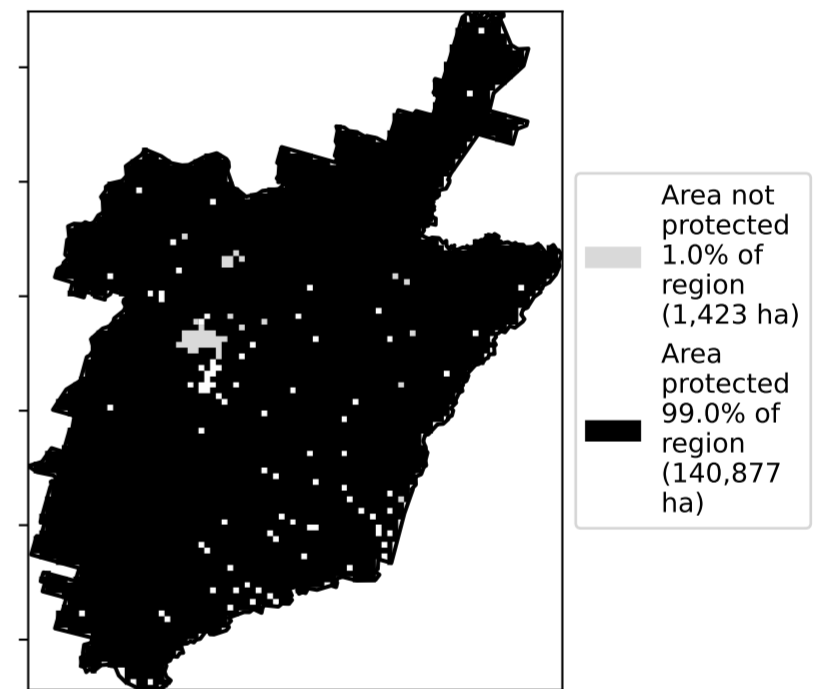 Area not
protected
1.0% of
region
(1,423 ha)
Area
protected
99.0% of
region
(140,877
ha)